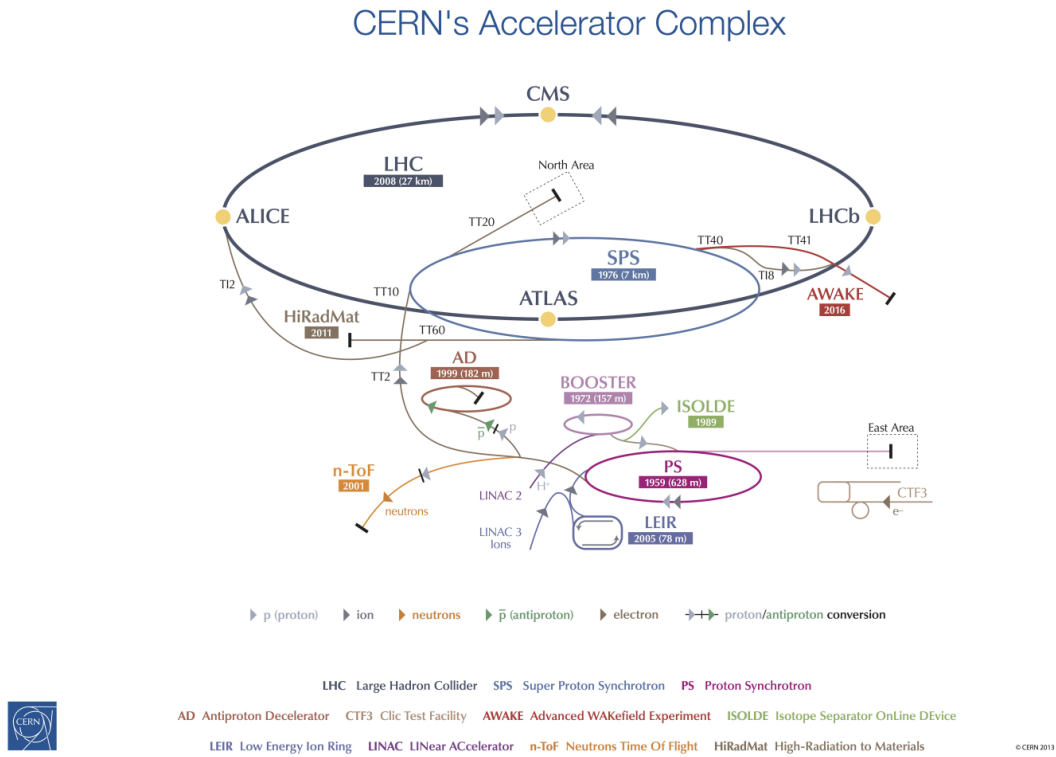 CERN's Accelerator Complex
CMS
LHC
2008 (27 km)
North Area
ALICE
LHCb
TT20
TT40
TT41
SPS
1976 (7 km)
TI8
TI2
TT10
ATLAS
AWAKE
2016
HiRadMat
2011
TT60
AD
1999 (182 m)
TT2
BOOSTER
1972 (157 m)
ISOLDE
1989
p
p̅
East Area
n-ToF
2001
PS
1959 (628 m)
LINAC 2
H⁺
neutrons
CTF3
e–
LINAC 3
Ions
LEIR
2005 (78 m)
p (proton) ion neutrons p̅ (antiproton) electron proton/antiproton conversion
LHC Large Hadron Collider SPS Super Proton Synchrotron PS Proton Synchrotron
AD Antiproton Decelerator CTF3 Clic Test Facility AWAKE Advanced WAKefield Experiment ISOLDE Isotope Separator OnLine DEvice
LEIR Low Energy Ion Ring LINAC LINear ACcelerator n-ToF Neutrons Time Of Flight HiRadMat High-Radiation to Materials
CERN
© CERN 2013